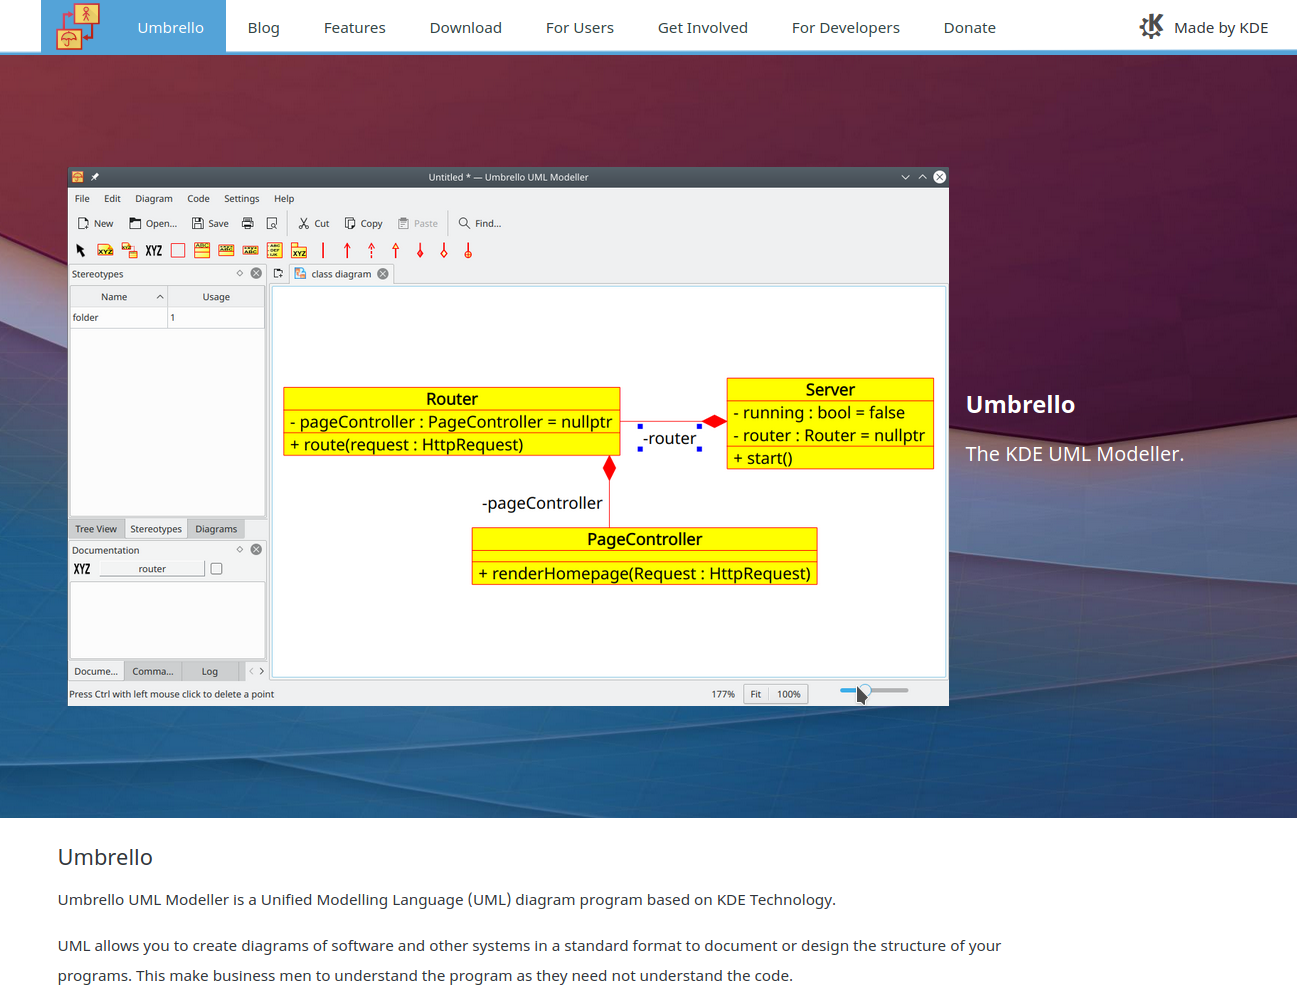 Umbrello Blog Features Download For Users Get Involved For Developers Donate Made by KDE
Untitled * — Umbrello UML Modeller
File Edit Diagram Code Settings Help
New Open... Save Cut Copy Paste Find...
XYZ
Stereotypes
class diagram
Name Usage
folder 1
Router
- pageController : PageController = nullptr
+ route(request : HttpRequest)
-router
Server
- running : bool = false
- router : Router = nullptr
+ start()
-pageController
PageController
+ renderHomepage(Request : HttpRequest)
Tree View Stereotypes Diagrams
Documentation
XYZ router
Docume... Comma... Log
Press Ctrl with left mouse click to delete a point
177% Fit 100%
Umbrello
The KDE UML Modeller.
Umbrello
Umbrello UML Modeller is a Unified Modelling Language (UML) diagram program based on KDE Technology.
UML allows you to create diagrams of software and other systems in a standard format to document or design the structure of your
programs. This make business men to understand the program as they need not understand the code.